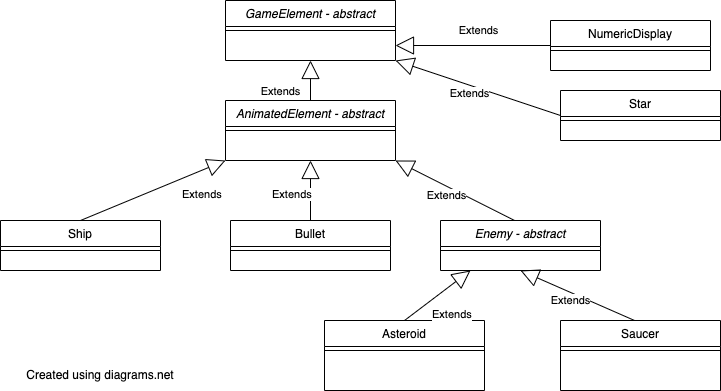 GameElement - abstract
Extends
NumericDisplay
Extends
Extends
Star
AnimatedElement - abstract
Extends
Extends
Extends
Ship
Bullet
Enemy - abstract
Extends
Extends
Asteroid
Saucer
Created using diagrams.net